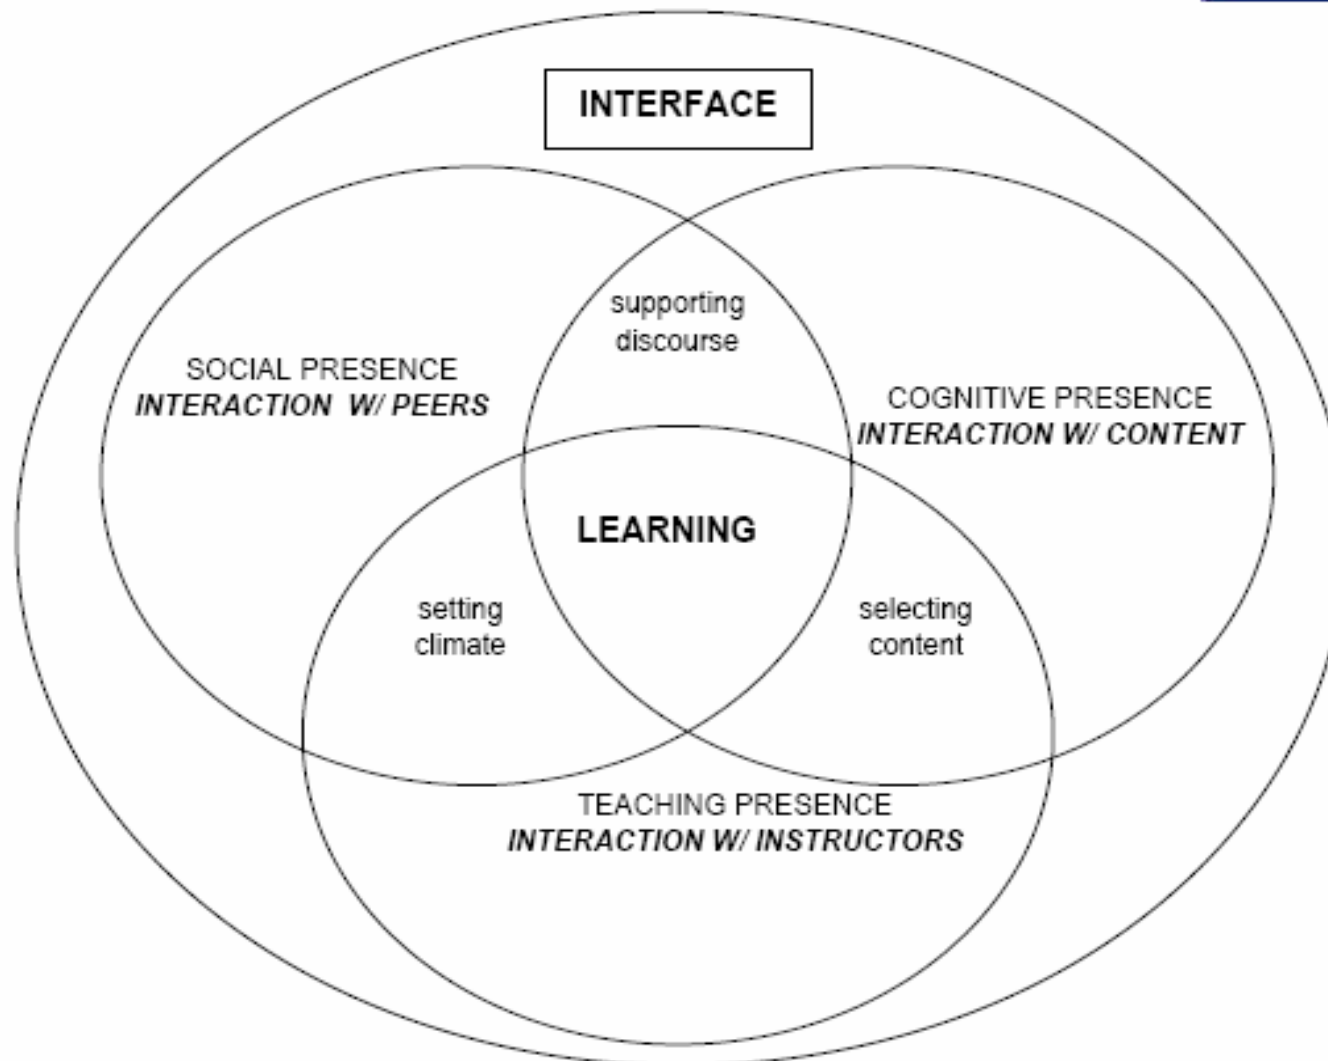 INTERFACE
supporting
discourse
SOCIAL PRESENCE
INTERACTION W/ PEERS
COGNITIVE PRESENCE
INTERACTION W/ CONTENT
LEARNING
setting
climate
selecting
content
TEACHING PRESENCE
INTERACTION W/ INSTRUCTORS